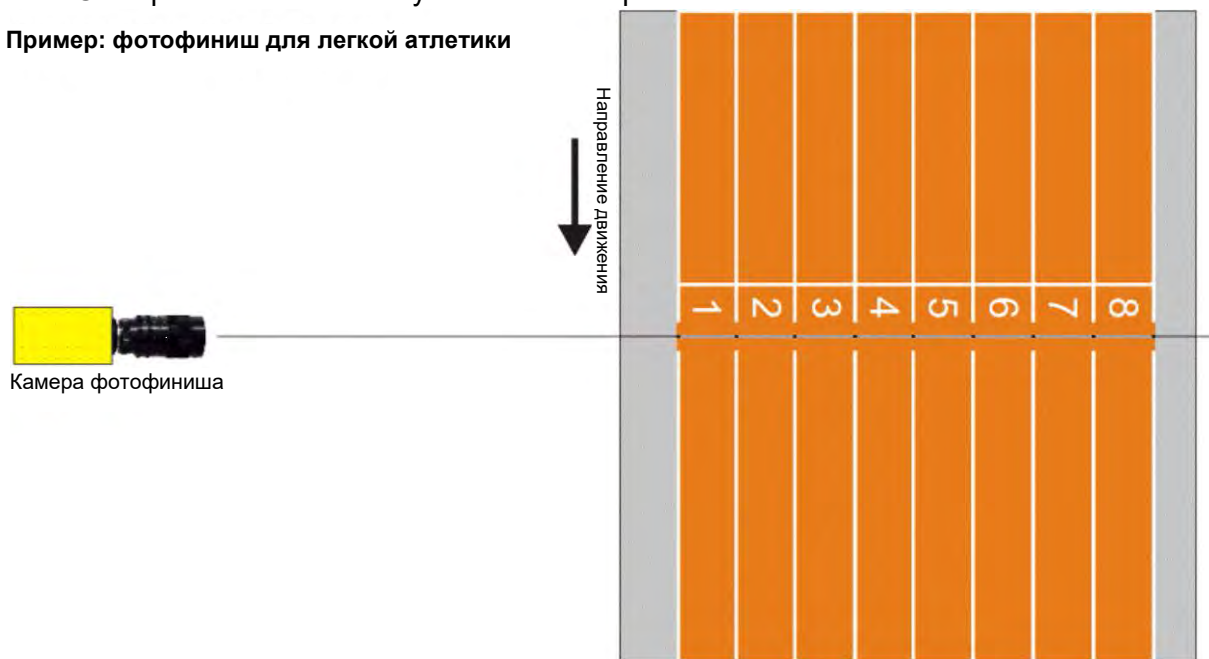 Пример: фотофиниш для легкой атлетики
Направление движения
1 2 3 4 5 6 7 8
Камера фотофиниша